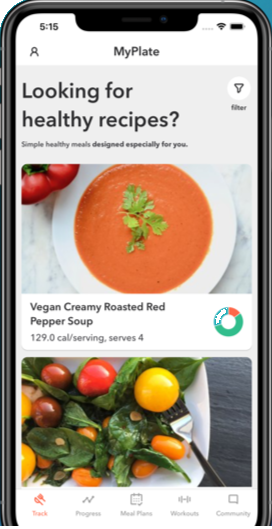 5:15
MyPlate
Looking for
healthy recipes?
filter
Simple healthy meals designed especially for you.
Vegan Creamy Roasted Red
Pepper Soup
129.0 cal/serving, serves 4
Track
Progress
Meal Plans
Workouts
Community